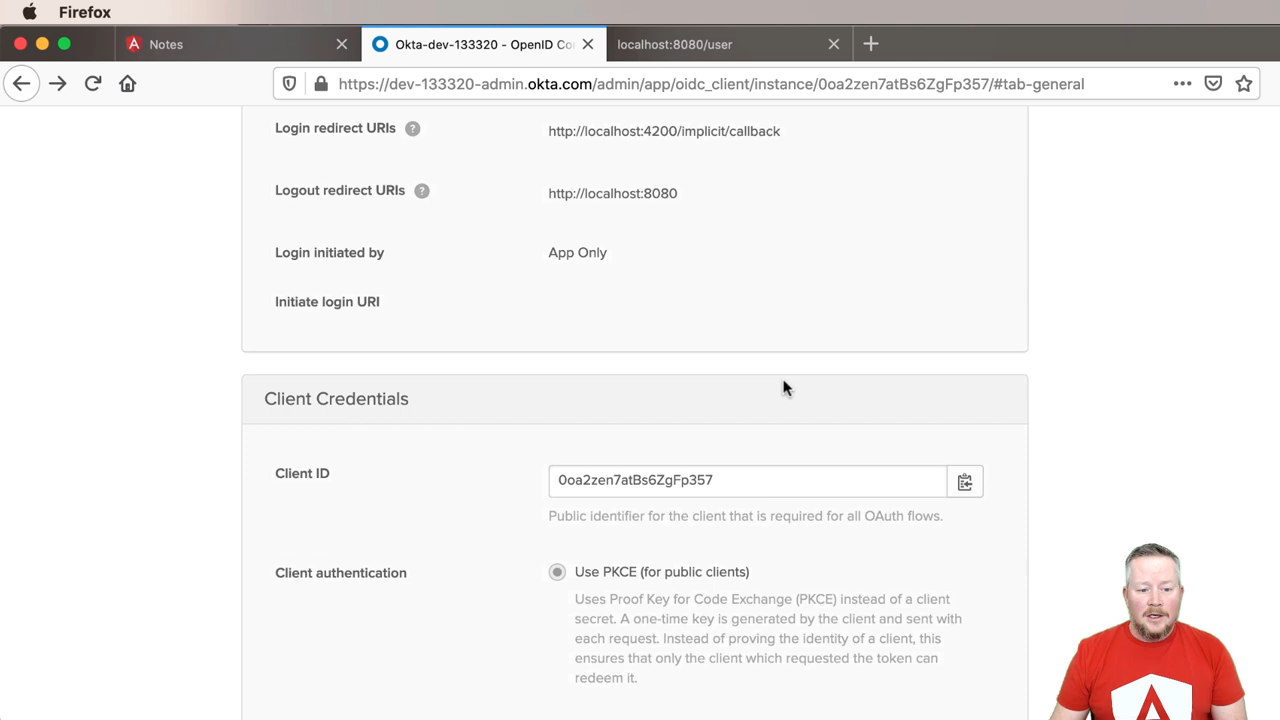 Firefox
Notes
Okta-dev-133320 - OpenID Co
localhost:8080/user
https://dev-133320-admin.okta.com/admin/app/oidc_client/instance/0oa2zen7atBs6ZgFp357/#tab-general
Login redirect URIs ?
http://localhost:4200/implicit/callback
Logout redirect URIs ?
http://localhost:8080
Login initiated by
App Only
Initiate login URI
Client Credentials
Client ID
0oa2zen7atBs6ZgFp357
Public identifier for the client that is required for all OAuth flows.
Client authentication
Use PKCE (for public clients)
Uses Proof Key for Code Exchange (PKCE) instead of a client
secret. A one-time key is generated by the client and sent with
each request. Instead of proving the identity of a client, this
ensures that only the client which requested the token can
redeem it.